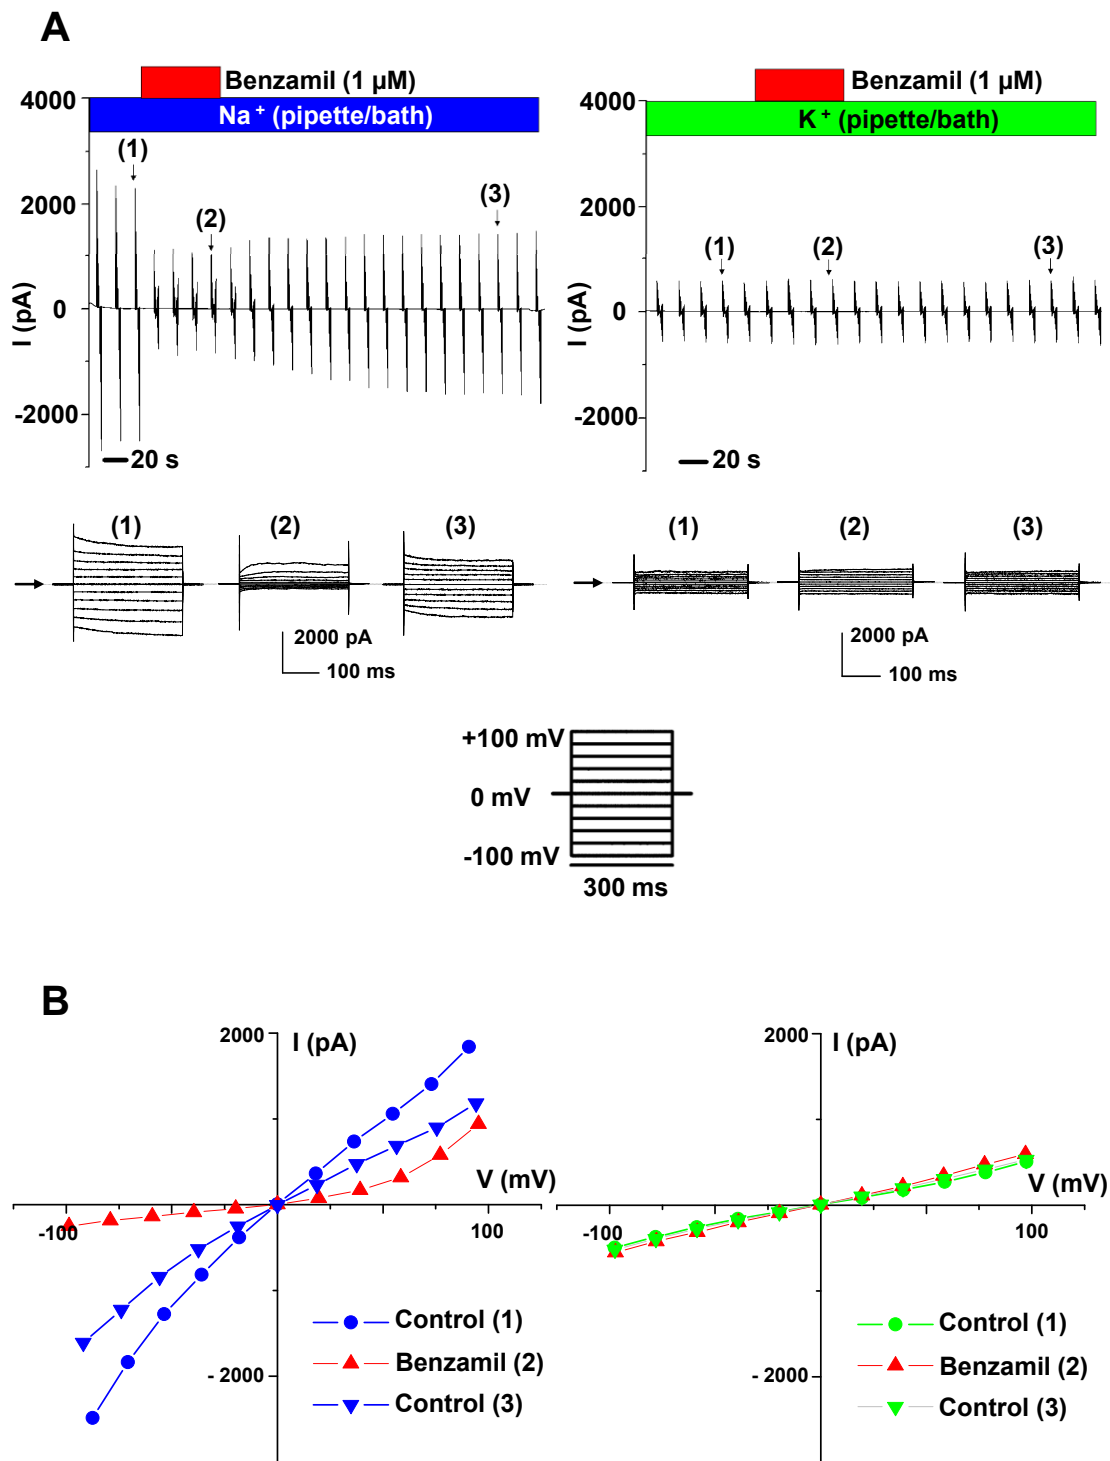 A
Benzamil (1 µM)
Na+ (pipette/bath)
4000
2000
0
-2000
I (pA)
(1)
(2)
(3)
20 s
Benzamil (1 µM)
K+ (pipette/bath)
4000
2000
0
-2000
I (pA)
(1)
(2)
(3)
20 s
(1)
(2)
(3)
2000 pA
100 ms
(1)
(2)
(3)
2000 pA
100 ms
+100 mV
0 mV
-100 mV
300 ms
B
2000
I (pA)
V (mV)
-100
100
- 2000
Control (1)
Benzamil (2)
Control (3)
2000
I (pA)
V (mV)
-100
100
-2000
Control (1)
Benzamil (2)
Control (3)